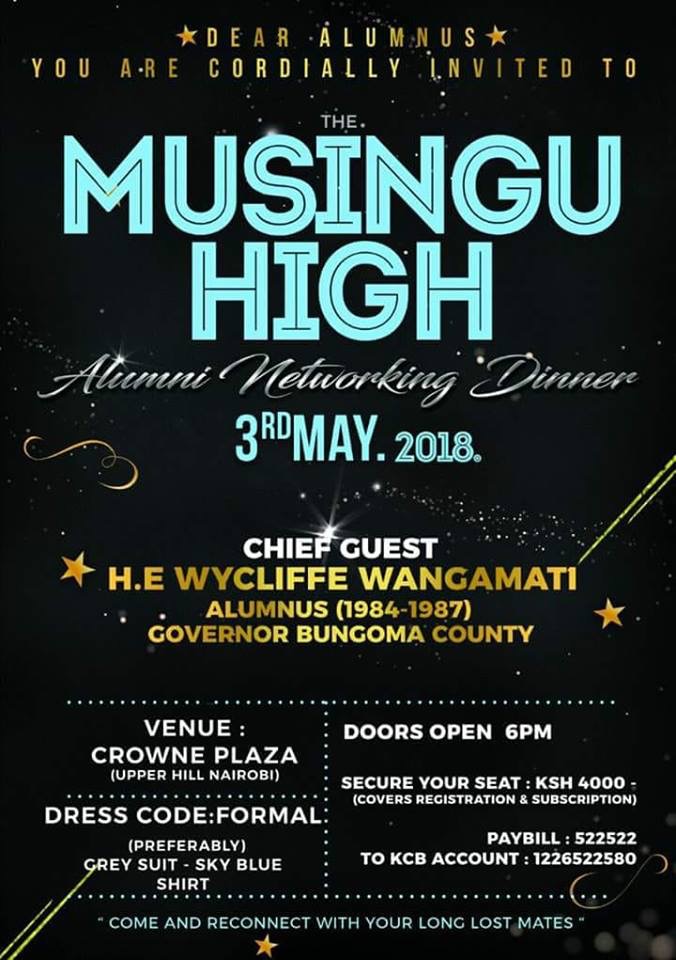 DEAR ALUMNUS
YOU ARE CORDIALLY INVITED TO
THE
MUSINGU
HIGH
Alumni Networking Dinner
3RD MAY. 2018.
CHIEF GUEST
H.E WYCLIFFE WANGAMATI
ALUMNUS (1984-1987)
GOVERNOR BUNGOMA COUNTY
VENUE :
CROWNE PLAZA
(UPPER HILL NAIROBI)
DRESS CODE:FORMAL
(PREFERABLY)
GREY SUIT - SKY BLUE
SHIRT
DOORS OPEN 6PM
SECURE YOUR SEAT : KSH 4000 -
(COVERS REGISTRATION & SUBSCRIPTION)
PAYBILL : 522522
TO KCB ACCOUNT : 1226522580
" COME AND RECONNECT WITH YOUR LONG LOST MATES "